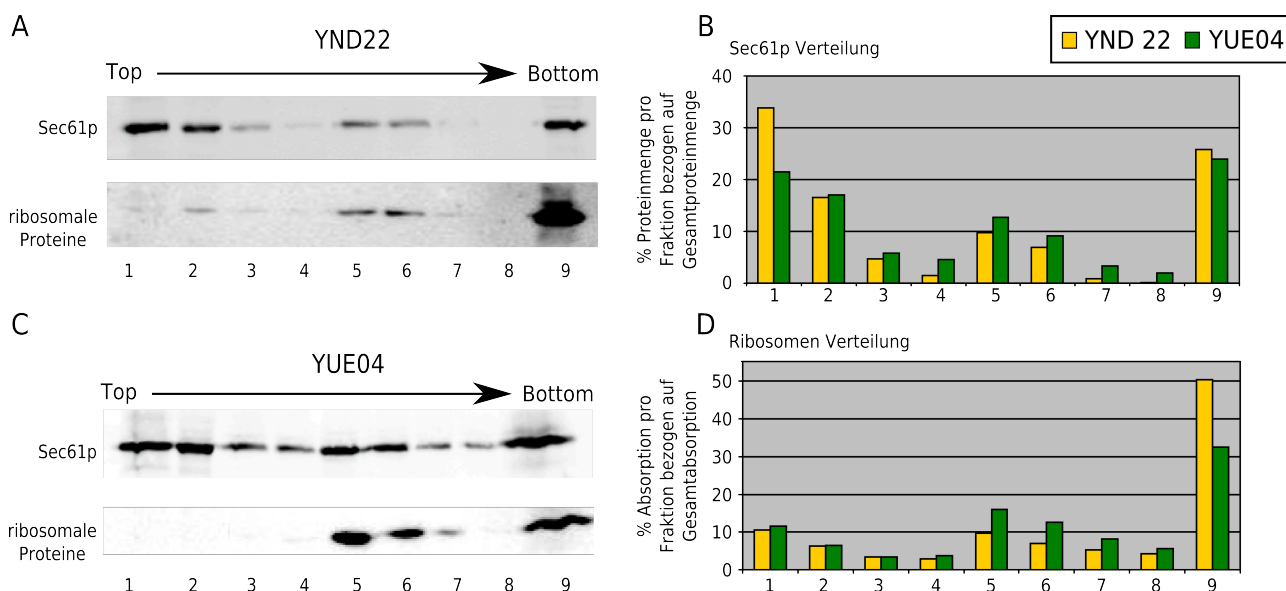 A
YND22
Top
Bottom
Sec61p
ribosomale
Proteine
1 2 3 4 5 6 7 8 9
B
Sec61p Verteilung
YND 22
YUE04
% Proteinmenge pro
Fraktion bezogen auf
Gesamtproteinmenge
40
30
20
10
0
1 2 3 4 5 6 7 8 9
C
YUE04
Top
Bottom
Sec61p
ribosomale
Proteine
1 2 3 4 5 6 7 8 9
D
Ribosomen Verteilung
% Absorption pro
Fraktion bezogen auf
Gesamtabsorption
50
40
30
20
10
0
1 2 3 4 5 6 7 8 9